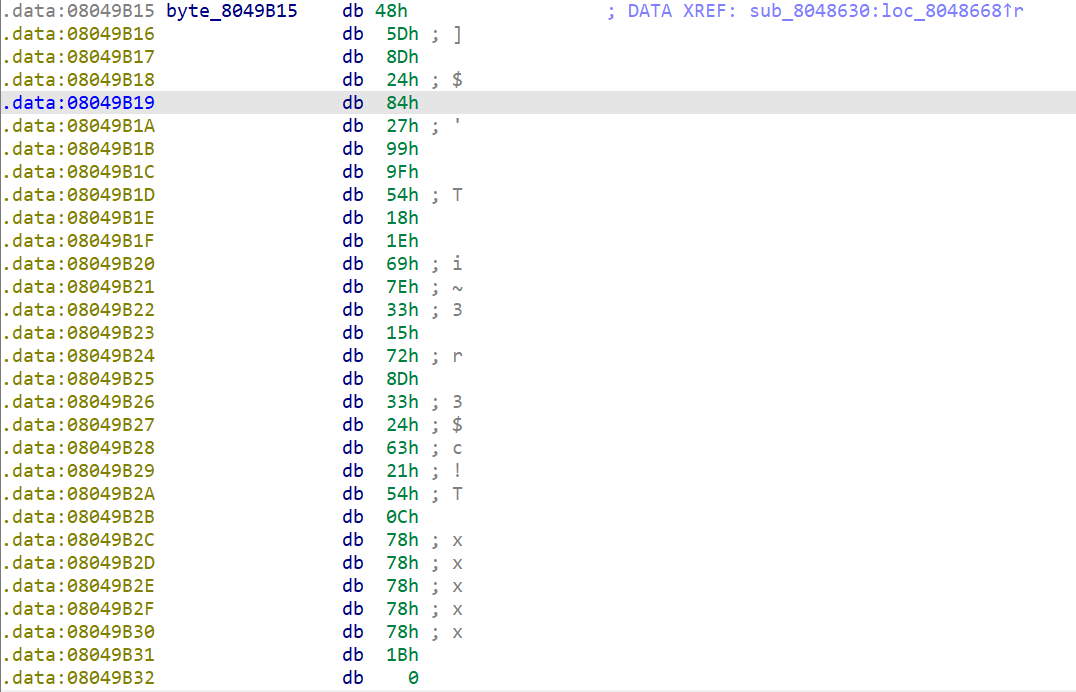 .data:08049B15 byte_8049B15 db 48h ; DATA XREF: sub_8048630:loc_8048668↑r
.data:08049B16 db 5Dh ; ]
.data:08049B17 db 8Dh
.data:08049B18 db 24h ; $
.data:08049B19 db 84h
.data:08049B1A db 27h ; '
.data:08049B1B db 99h
.data:08049B1C db 9Fh
.data:08049B1D db 54h ; T
.data:08049B1E db 18h
.data:08049B1F db 1Eh
.data:08049B20 db 69h ; i
.data:08049B21 db 7Eh ; ~
.data:08049B22 db 33h ; 3
.data:08049B23 db 15h
.data:08049B24 db 72h ; r
.data:08049B25 db 8Dh
.data:08049B26 db 33h ; 3
.data:08049B27 db 24h ; $
.data:08049B28 db 63h ; c
.data:08049B29 db 21h ; !
.data:08049B2A db 54h ; T
.data:08049B2B db 0Ch
.data:08049B2C db 78h ; x
.data:08049B2D db 78h ; x
.data:08049B2E db 78h ; x
.data:08049B2F db 78h ; x
.data:08049B30 db 78h ; x
.data:08049B31 db 1Bh
.data:08049B32 db 0